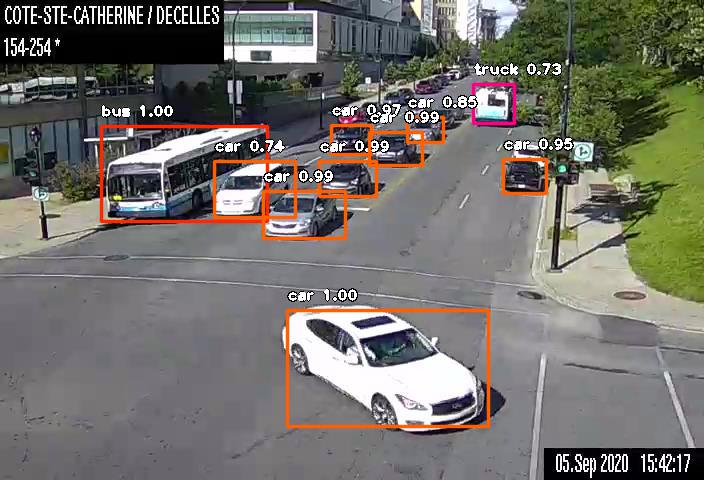 COTE-STE-CATHERINE / DECELLES
154-254 *
truck 0.73
bus 1.00
car 0.97
car 0.85
car 0.99
car 0.74
car 0.99
car 0.95
car 0.99
car 1.00
05.Sep 2020 15:42:17